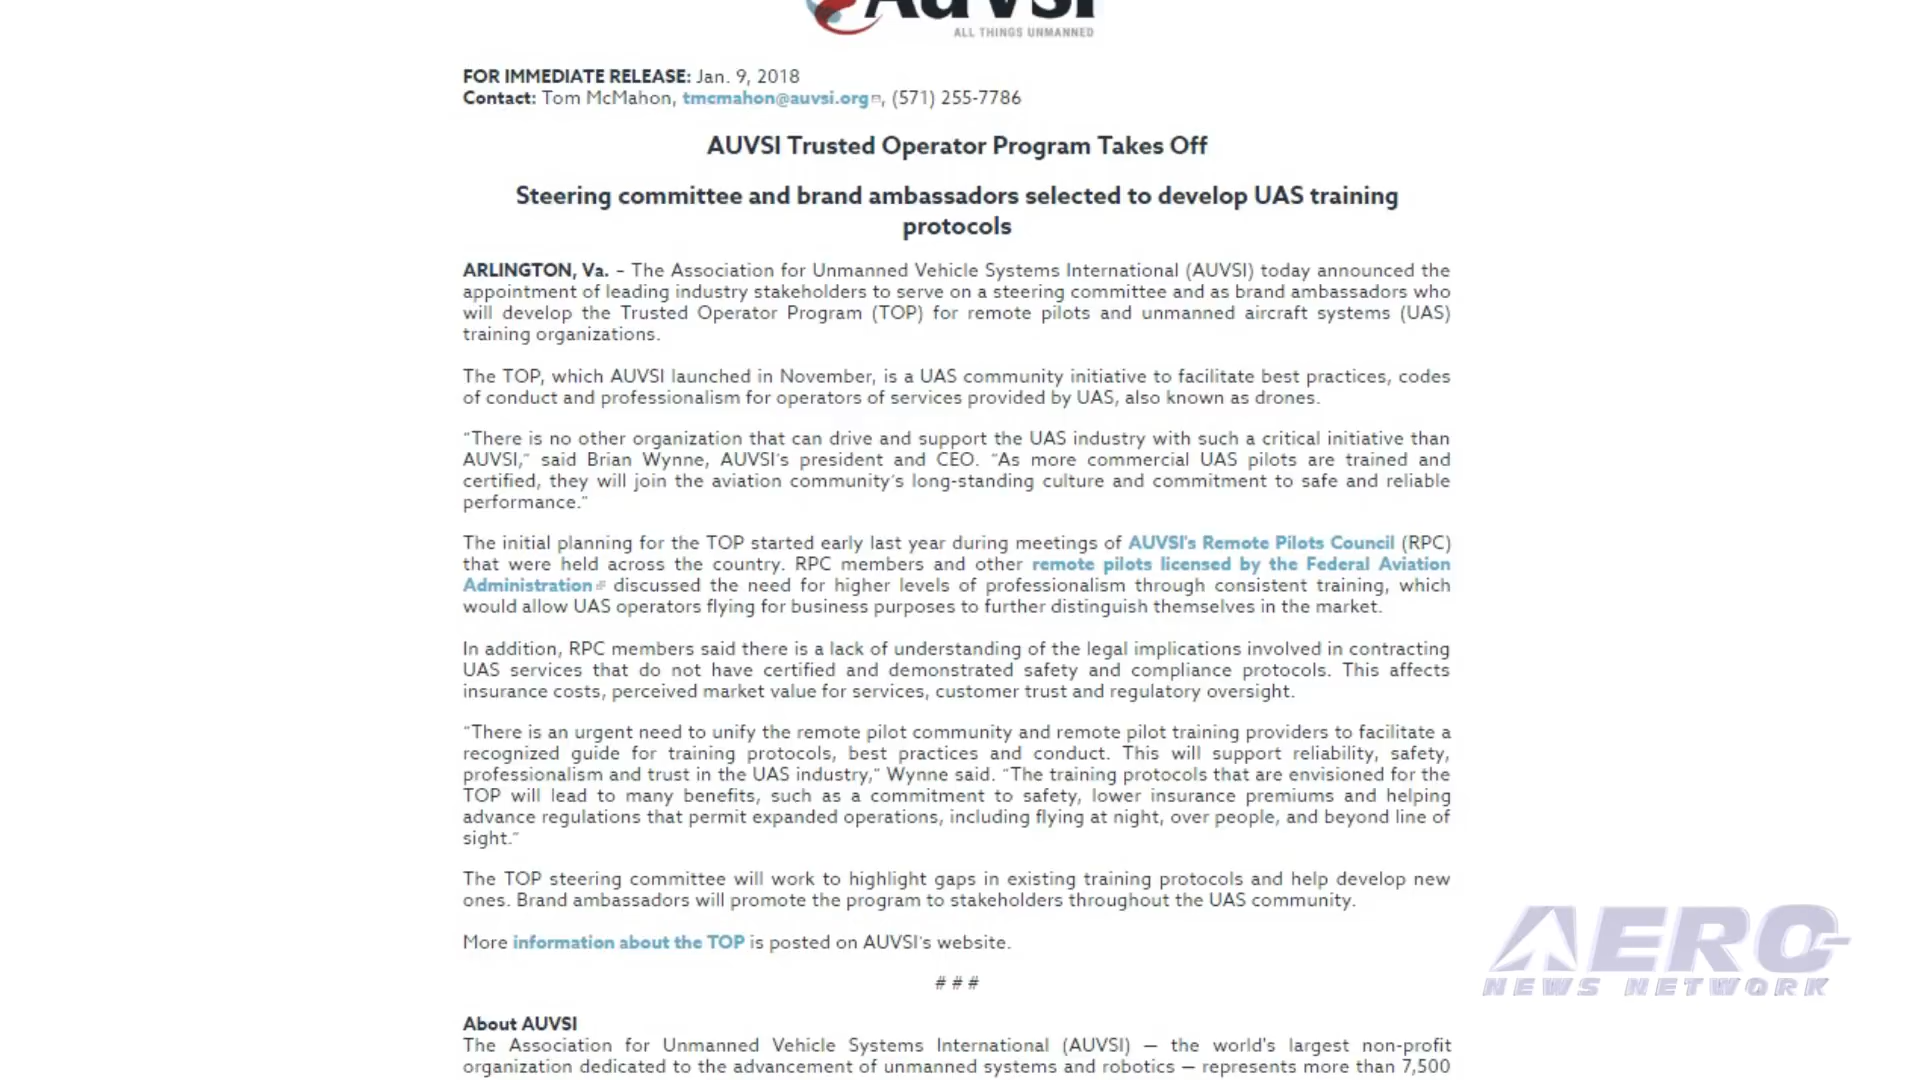 AUVSI
ALL THINGS UNMANNED
FOR IMMEDIATE RELEASE: Jan. 9, 2018
Contact: Tom McMahon, tmcmahon@auvsi.org, (571) 255-7786
AUVSI Trusted Operator Program Takes Off
Steering committee and brand ambassadors selected to develop UAS training
protocols
ARLINGTON, Va. – The Association for Unmanned Vehicle Systems International (AUVSI) today announced the
appointment of leading industry stakeholders to serve on a steering committee and as brand ambassadors who
will develop the Trusted Operator Program (TOP) for remote pilots and unmanned aircraft systems (UAS)
training organizations.
The TOP, which AUVSI launched in November, is a UAS community initiative to facilitate best practices, codes
of conduct and professionalism for operators of services provided by UAS, also known as drones.
“There is no other organization that can drive and support the UAS industry with such a critical initiative than
AUVSI,” said Brian Wynne, AUVSI’s president and CEO. “As more commercial UAS pilots are trained and
certified, they will join the aviation community’s long-standing culture and commitment to safe and reliable
performance.”
The initial planning for the TOP started early last year during meetings of AUVSI's Remote Pilots Council (RPC)
that were held across the country. RPC members and other remote pilots licensed by the Federal Aviation
Administration discussed the need for higher levels of professionalism through consistent training, which
would allow UAS operators flying for business purposes to further distinguish themselves in the market.
In addition, RPC members said there is a lack of understanding of the legal implications involved in contracting
UAS services that do not have certified and demonstrated safety and compliance protocols. This affects
insurance costs, perceived market value for services, customer trust and regulatory oversight.
“There is an urgent need to unify the remote pilot community and remote pilot training providers to facilitate a
recognized guide for training protocols, best practices and conduct. This will support reliability, safety,
professionalism and trust in the UAS industry,” Wynne said. “The training protocols that are envisioned for the
TOP will lead to many benefits, such as a commitment to safety, lower insurance premiums and helping
advance regulations that permit expanded operations, including flying at night, over people, and beyond line of
sight.”
The TOP steering committee will work to highlight gaps in existing training protocols and help develop new
ones. Brand ambassadors will promote the program to stakeholders throughout the UAS community.
More information about the TOP is posted on AUVSI’s website.
# # #
About AUVSI
The Association for Unmanned Vehicle Systems International (AUVSI) — the world's largest non-profit
organization dedicated to the advancement of unmanned systems and robotics — represents more than 7,500
AERO
NEWS NETWORK